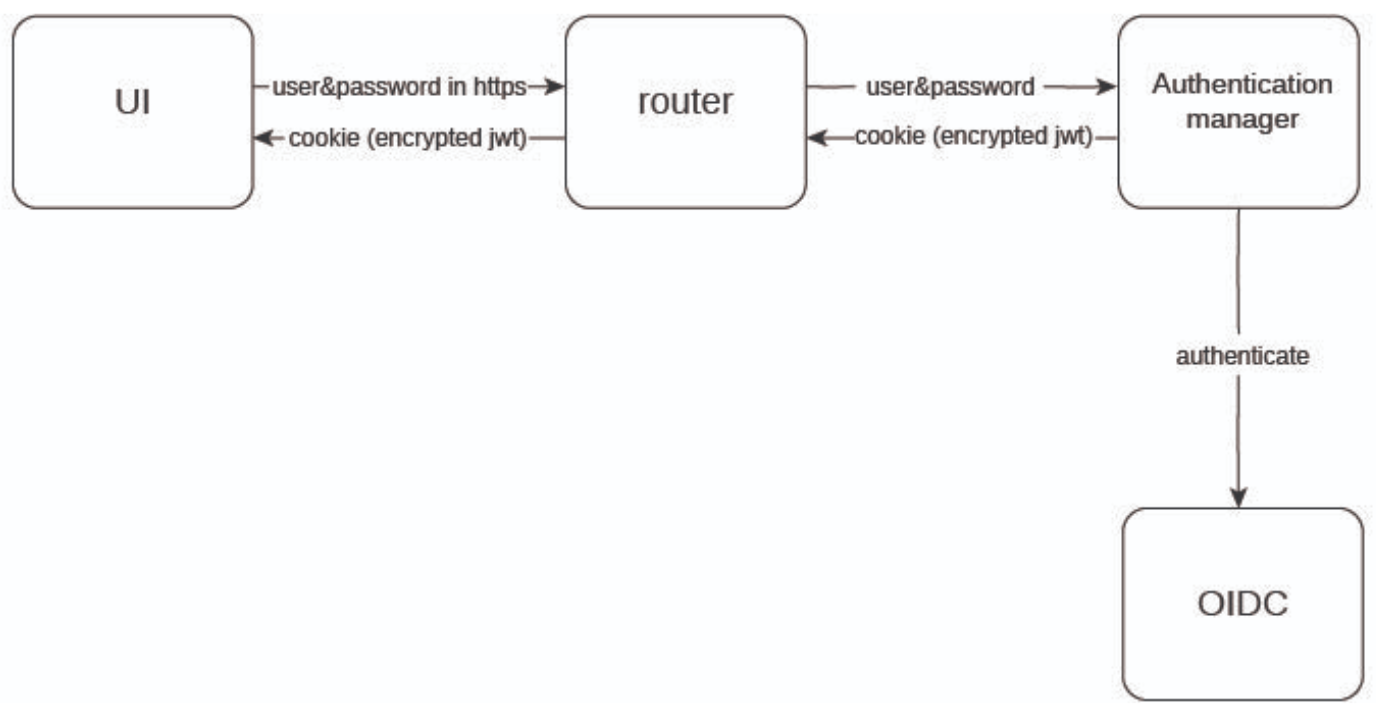 UI
user&password in https
cookie (encrypted jwt)
router
user&password
cookie (encrypted jwt)
Authentication
manager
authenticate
OIDC